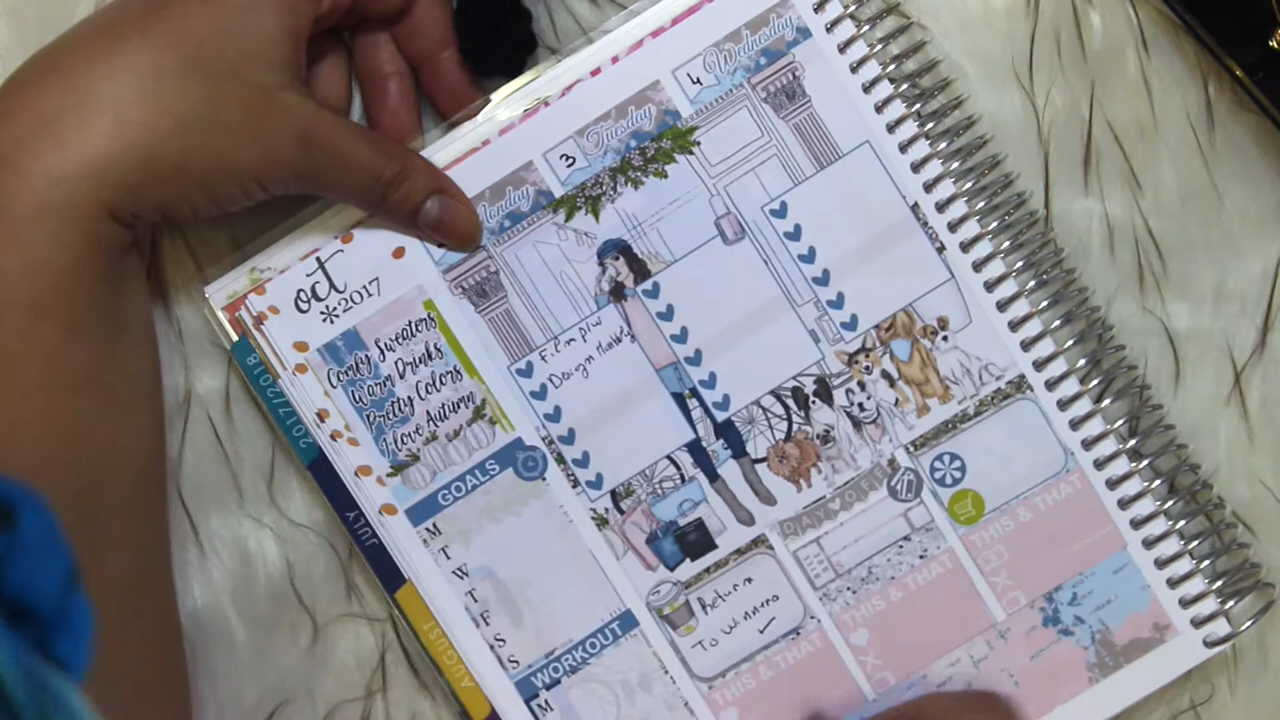 oct
*2017
Comfy Sweaters
Warm Drinks
Pretty Colors
I love Autumn
GOALS
M
T
W
T
F
S
S
WORKOUT
M
Monday
3 Tuesday
4 Wednesday
DAY OFF
Return
To
THIS & THAT
THIS & THAT
THIS & THAT
2017/2018
JULY
AUGUST